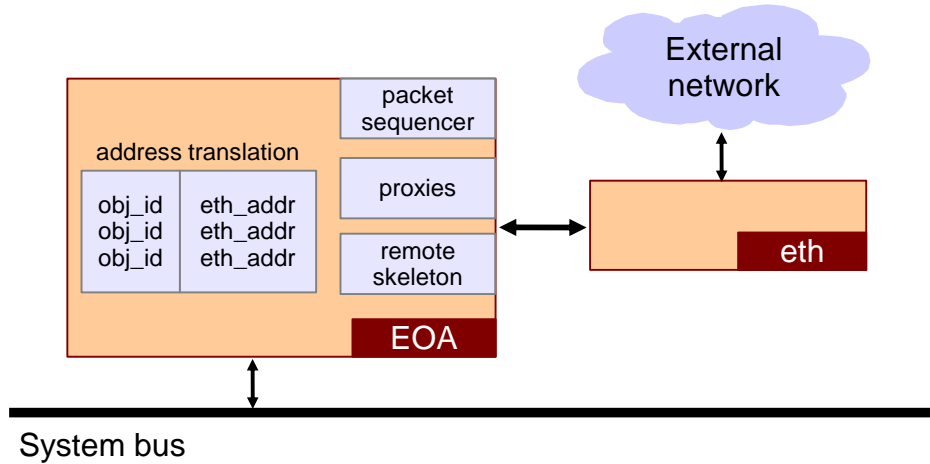 External
network
packet
sequencer
address translation
proxies
obj_id eth_addr
obj_id eth_addr
obj_id eth_addr
remote
skeleton
eth
EOA
System bus